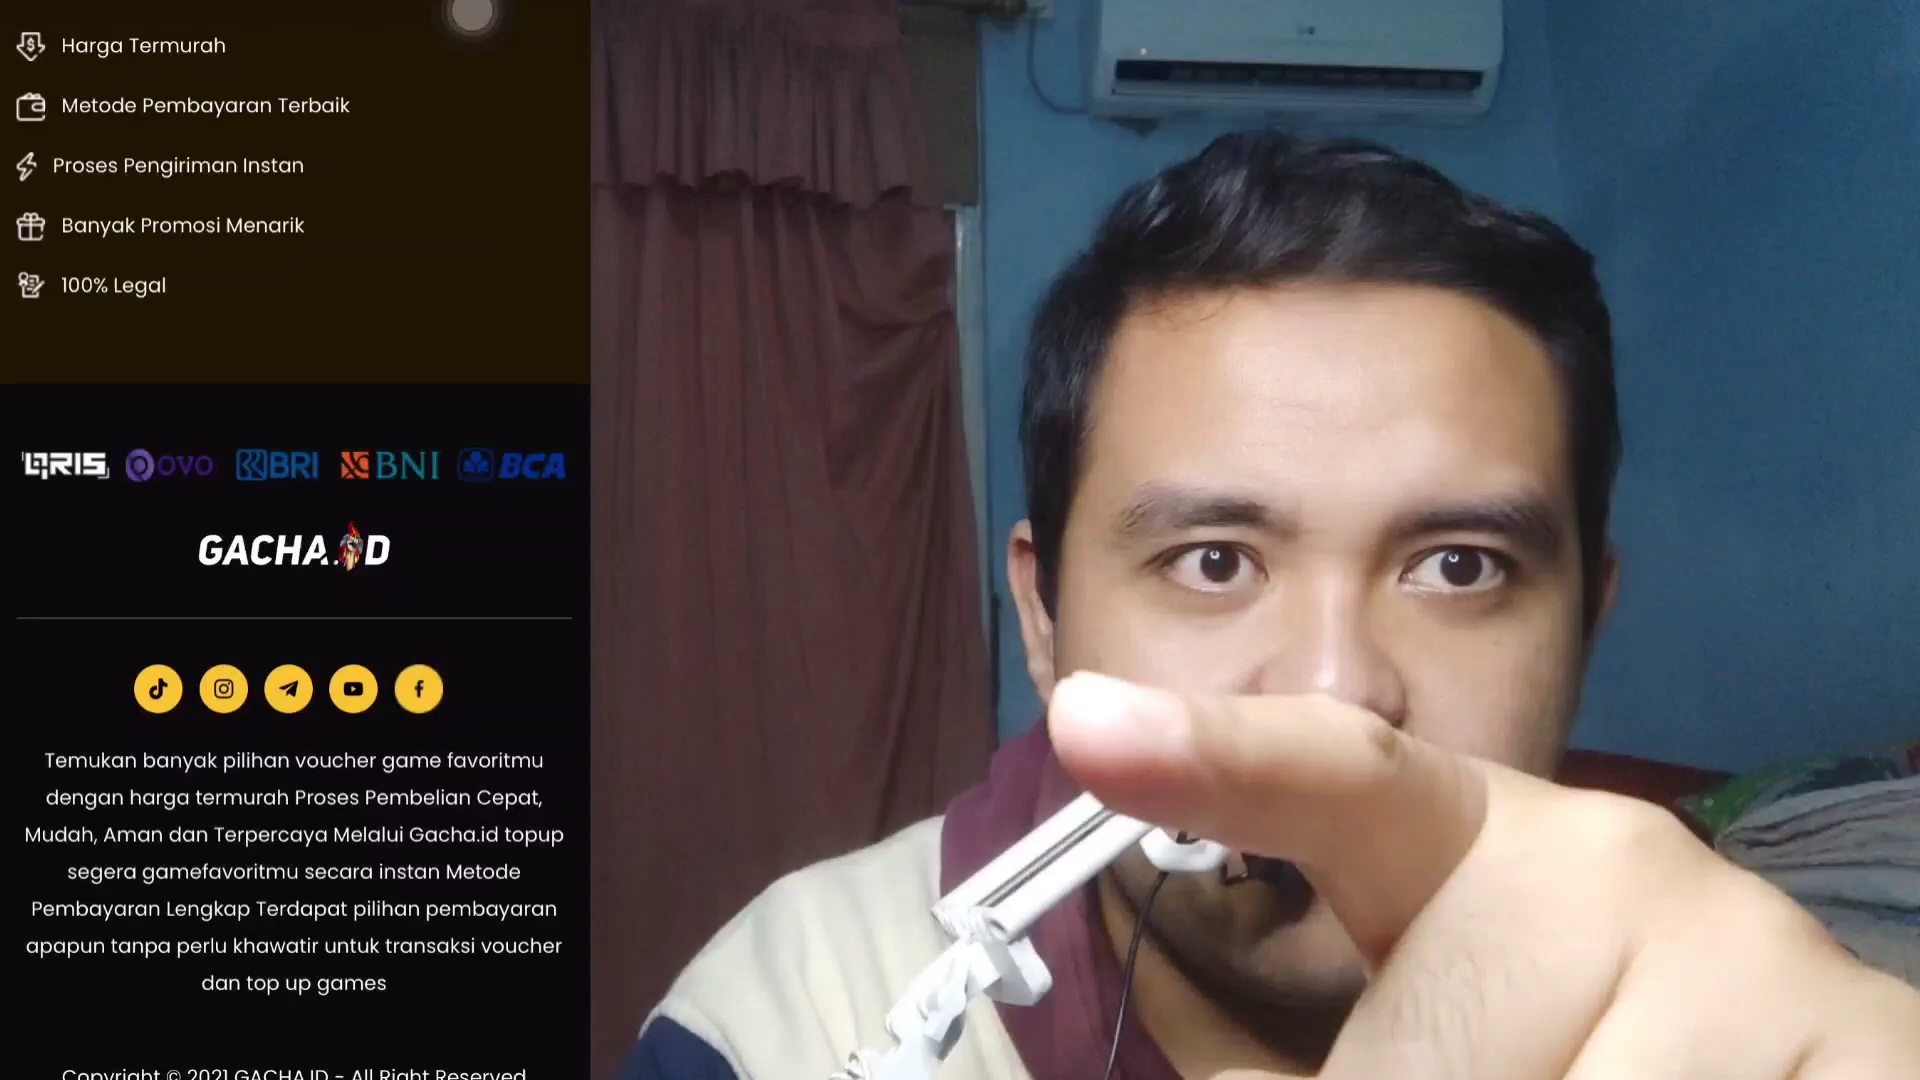 Harga Termurah
Metode Pembayaran Terbaik
Proses Pengiriman Instan
Banyak Promosi Menarik
100% Legal
QRIS OVO BRI BNI BCA
GACHA.ID
Temukan banyak pilihan voucher game favoritmu
dengan harga termurah Proses Pembelian Cepat,
Mudah, Aman dan Terpercaya Melalui Gacha.id topup
segera gamefavoritmu secara instan Metode
Pembayaran Lengkap Terdapat pilihan pembayaran
apapun tanpa perlu khawatir untuk transaksi voucher
dan top up games
Copyright © 2021 GACHA.ID - All Right Reserved